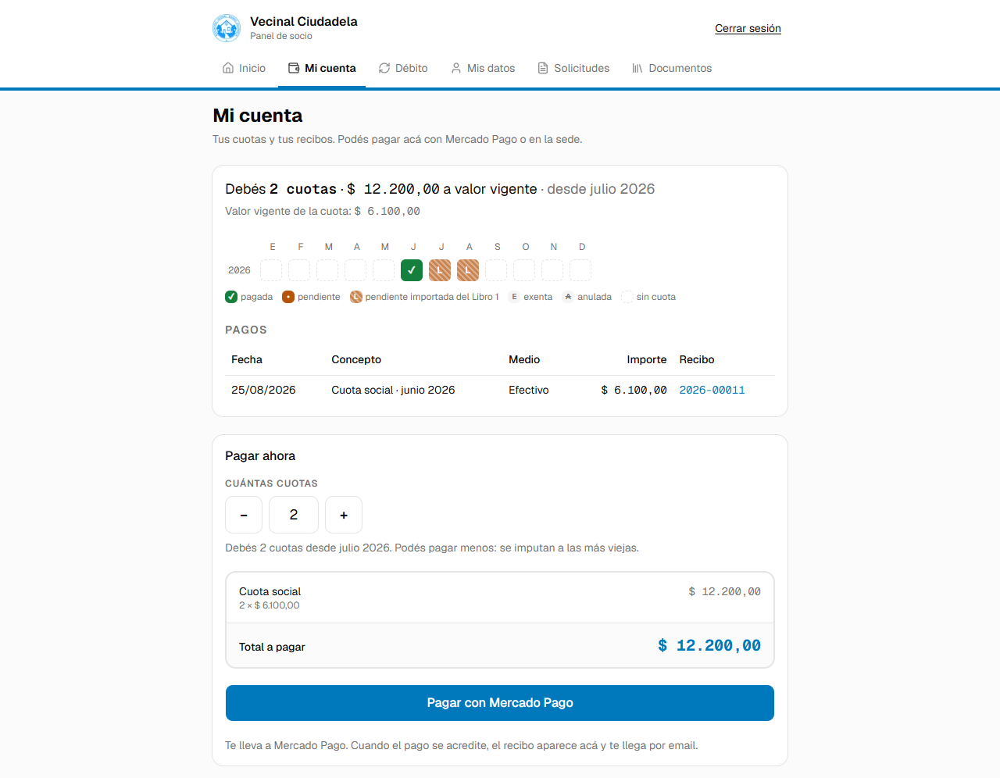 Vecinal Ciudadela
Panel de socio
Cerrar sesión
Inicio
Mi cuenta
Débito
Mis datos
Solicitudes
Documentos
Mi cuenta
Tus cuotas y tus recibos. Podés pagar acá con Mercado Pago o en la sede.
Debés 2 cuotas · $ 12.200,00 a valor vigente · desde julio 2026
Valor vigente de la cuota: $ 6.100,00
E F M A M J J A S O N D
2026 ✓ L L
✓ pagada • pendiente L pendiente importada del Libro 1 E exenta A anulada sin cuota
PAGOS
Fecha Concepto Medio Importe Recibo
25/08/2026 Cuota social · junio 2026 Efectivo $ 6.100,00 2026-00011
Pagar ahora
CUÁNTAS CUOTAS
− 2 +
Debés 2 cuotas desde julio 2026. Podés pagar menos: se imputan a las más viejas.
Cuota social $ 12.200,00
2 × $ 6.100,00
Total a pagar $ 12.200,00
Pagar con Mercado Pago
Te lleva a Mercado Pago. Cuando el pago se acredite, el recibo aparece acá y te llega por email.